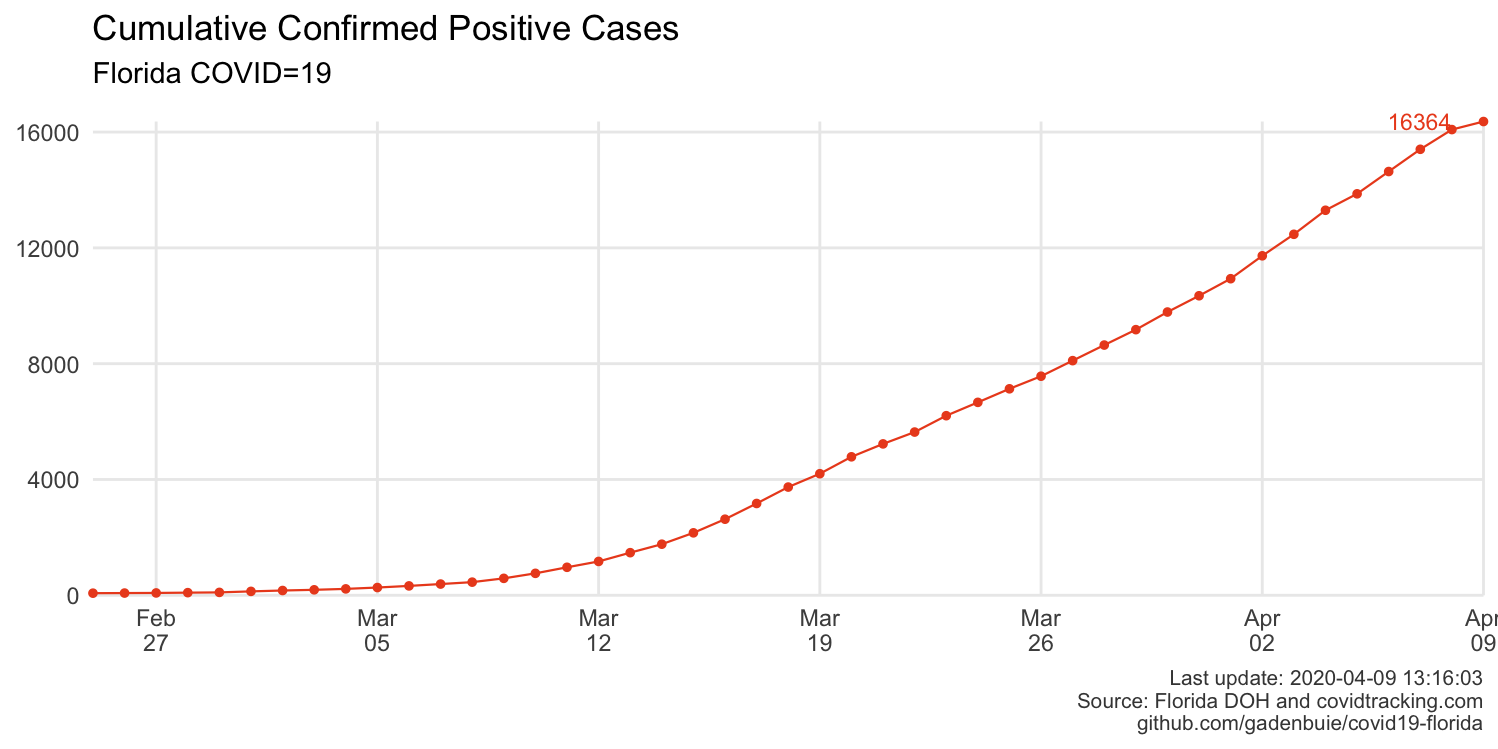 Cumulative Confirmed Positive Cases
Florida COVID=19
16364
16000
12000
8000
4000
0
Feb Mar Mar Mar Mar Apr Apr
27 05 12 19 26 02 09
Last update: 2020-04-09 13:16:03
Source: Florida DOH and covidtracking.com
github.com/gadenbuie/covid19-florida